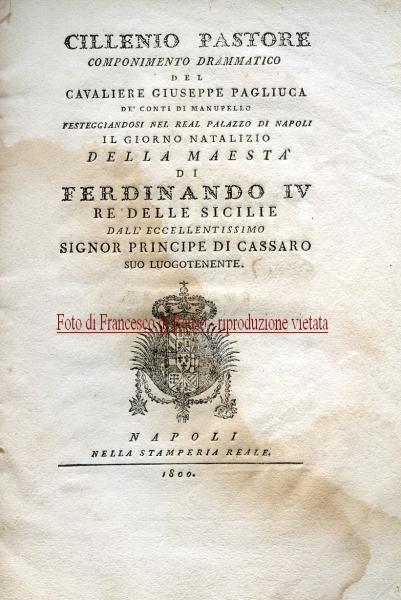 CILLENIO PASTORE
COMPONIMENTO DRAMMATICO
DEL
CAVALIERE GIUSEPPE PAGLIUCA
DE' CONTI DI MANUPELLO
FESTEGGIANDOSI NEL REAL PALAZZO DI NAPOLI
IL GIORNO NATALIZIO
DELLA MAESTA'
DI
FERDINANDO IV
RE DELLE SICILIE
DALL' ECCELLENTISSIMO
SIGNOR PRINCIPE DI CASSARO
SUO LUOGOTENENTE.
Foto di Francesco riproduzione vietata
NAPOLI
NELLA STAMPERIA REALE.
1800.